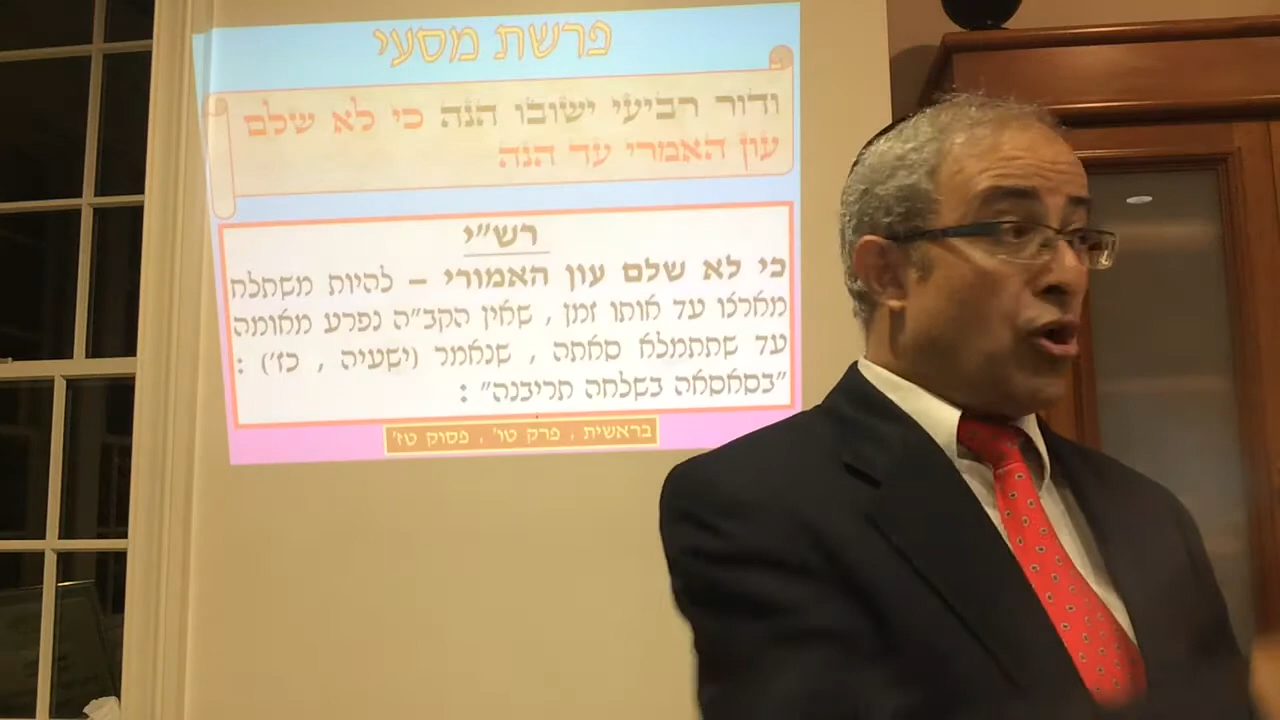 פרשת מסעי
ודור רביעי ישובו הנה כי לא שלם
עון האמרי עד הנה
רש"י
כי לא שלם עון האמורי – להיות משתלח
מארצו עד אותו זמן , שאין הקב"ה נפרע מאומה
עד שתתמלא סאתה , שנאמר (ישעיה , כז') :
"בסאסאה בשלחה תריבנה" :
בראשית , פרק טו' , פסוק טז'